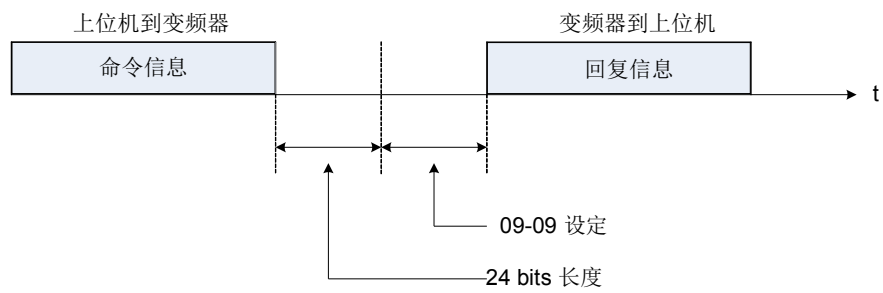 上位机到变频器
变频器到上位机
命令信息
回复信息
t
09-09 设定
24 bits 长度